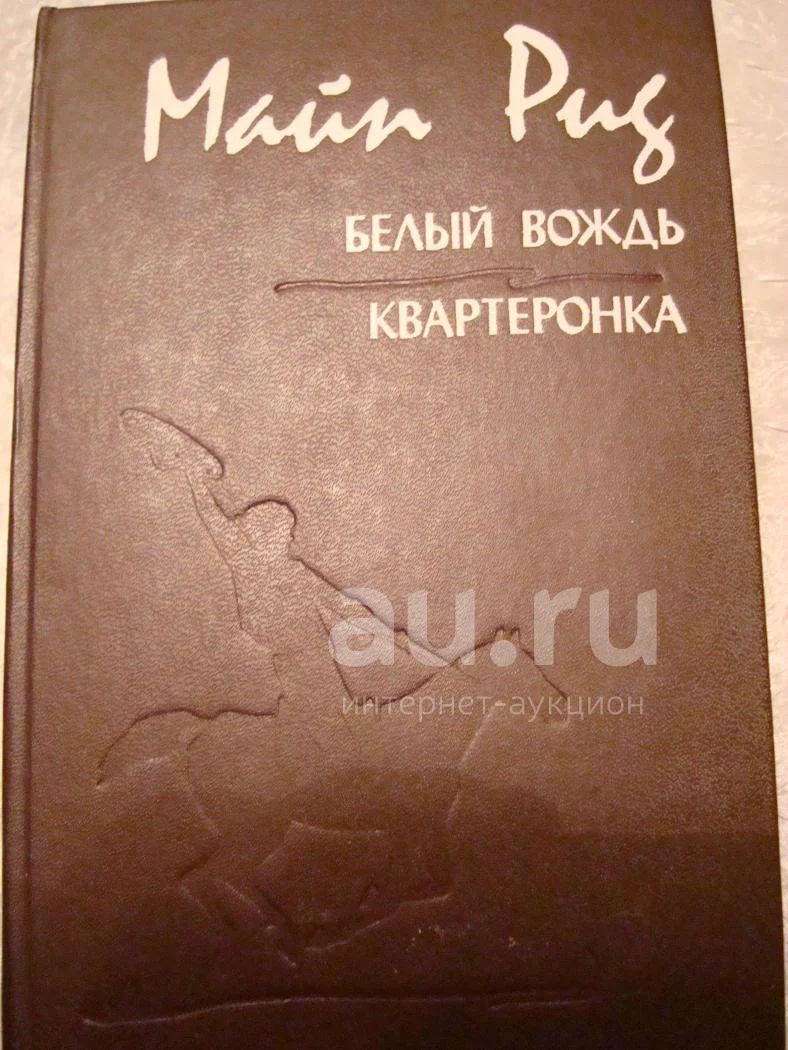 Майн Рид
БЕЛЫЙ ВОЖДЬ
КВАРТЕРОНКА
au.ru
интернет-аукцион